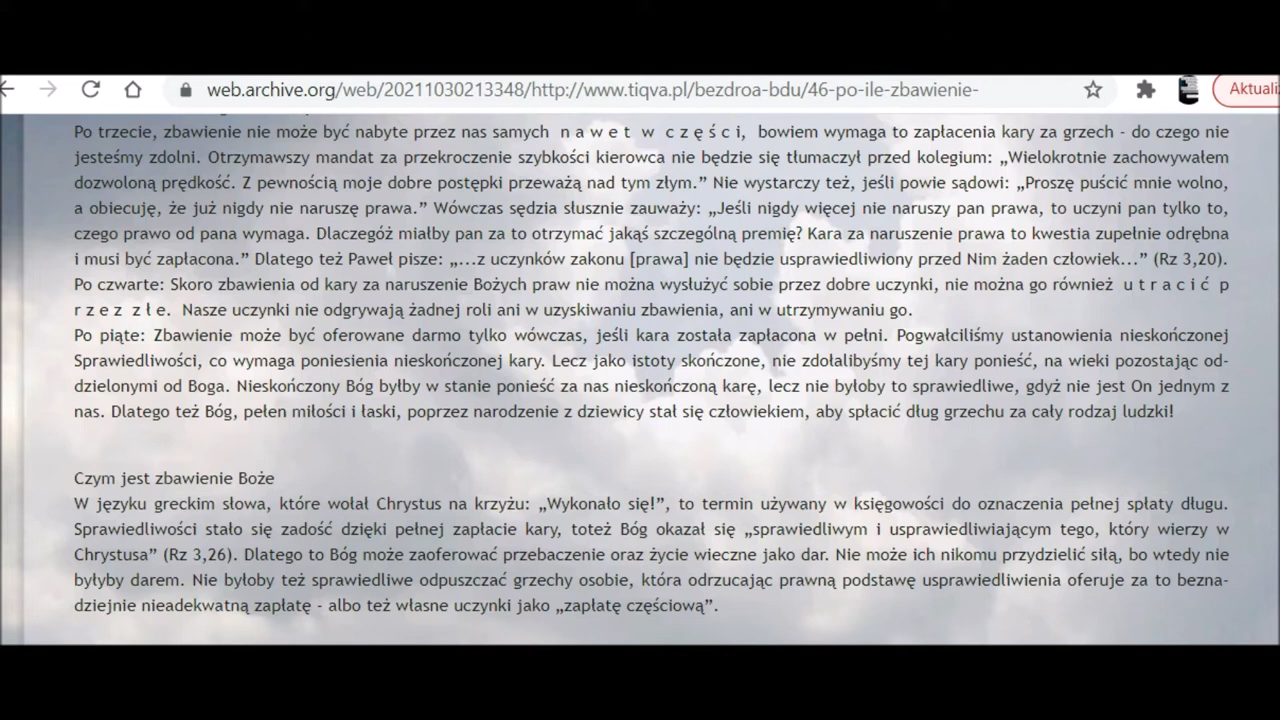 web.archive.org/web/20211030213348/http://www.tiqva.pl/bezdroa-bdu/46-po-ile-zbawienie-
Aktuali
Po trzecie, zbawienie nie może być nabyte przez nas samych n a w e t w c z ę ś c i, bowiem wymaga to zapłacenia kary za grzech - do czego nie
jesteśmy zdolni. Otrzymawszy mandat za przekroczenie szybkości kierowca nie będzie się tłumaczył przed kolegium: „Wielokrotnie zachowywałem
dozwoloną prędkość. Z pewnością moje dobre postępki przeważą nad tym złym.” Nie wystarczy też, jeśli powie sądowi: „Proszę puścić mnie wolno,
a obiecuję, że już nigdy nie naruszę prawa.” Wówczas sędzia słusznie zauważy: „Jeśli nigdy więcej nie naruszy pan prawa, to uczyni pan tylko to,
czego prawo od pana wymaga. Dlaczegóż miałby pan za to otrzymać jakąś szczególną premię? Kara za naruszenie prawa to kwestia zupełnie odrębna
i musi być zapłacona.” Dlatego też Paweł pisze: „...z uczynków zakonu [prawa] nie będzie usprawiedliwiony przed Nim żaden człowiek...” (Rz 3,20).
Po czwarte: Skoro zbawienia od kary za naruszenie Bożych praw nie można wysłużyć sobie przez dobre uczynki, nie można go również u t r a c i ć p
r z e z z ł e. Nasze uczynki nie odgrywają żadnej roli ani w uzyskiwaniu zbawienia, ani w utrzymywaniu go.
Po piąte: Zbawienie może być oferowane darmo tylko wówczas, jeśli kara została zapłacona w pełni. Pogwałciliśmy ustanowienia nieskończonej
Sprawiedliwości, co wymaga poniesienia nieskończonej kary. Lecz jako istoty skończone, nie zdołalibyśmy tej kary ponieść, na wieki pozostając od-
dzielonymi od Boga. Nieskończony Bóg byłby w stanie ponieść za nas nieskończoną karę, lecz nie byłoby to sprawiedliwe, gdyż nie jest On jednym z
nas. Dlatego też Bóg, pełen miłości i łaski, poprzez narodzenie z dziewicy stał się człowiekiem, aby spłacić dług grzechu za cały rodzaj ludzki!
Czym jest zbawienie Boże
W języku greckim słowa, które wołał Chrystus na krzyżu: „Wykonało się!”, to termin używany w księgowości do oznaczenia pełnej spłaty długu.
Sprawiedliwości stało się zadość dzięki pełnej zapłacie kary, toteż Bóg okazał się „sprawiedliwym i usprawiedliwiającym tego, który wierzy w
Chrystusa” (Rz 3,26). Dlatego to Bóg może zaoferować przebaczenie oraz życie wieczne jako dar. Nie może ich nikomu przydzielić siłą, bo wtedy nie
byłyby darem. Nie byłoby też sprawiedliwe odpuszczać grzechy osobie, która odrzucając prawną podstawę usprawiedliwienia oferuje za to bezna-
dziejnie nieadekwatną zapłatę - albo też własne uczynki jako „zapłatę częściową”.